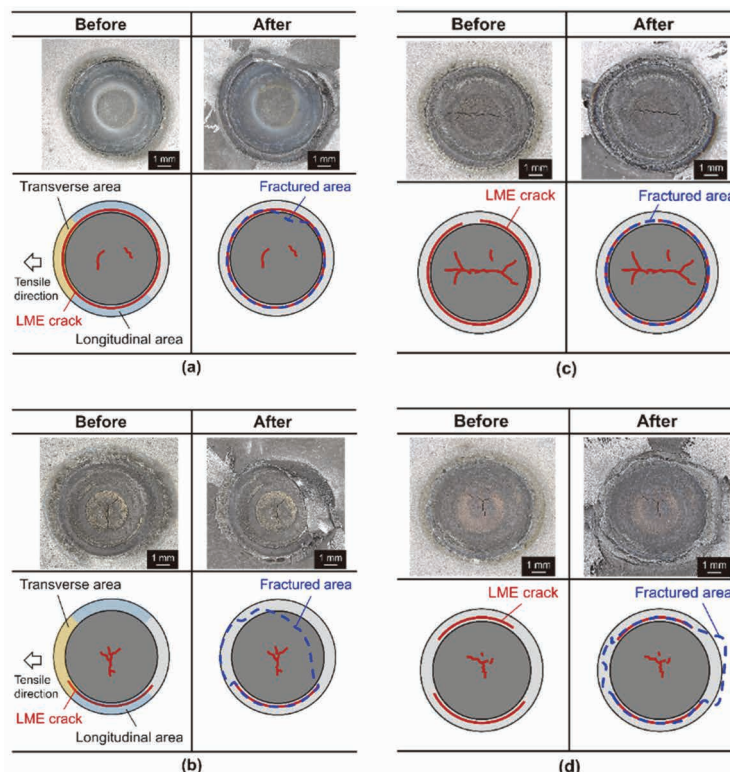 Before
After
1 mm
1 mm
Transverse area
Fractured area
Tensile
direction
LME crack
Longitudinal area
(a)
Before
After
1 mm
1 mm
LME crack
Fractured area
(c)
Before
After
1 mm
1 mm
Transverse area
Fractured area
Tensile
direction
LME crack
Longitudinal area
(b)
Before
After
1 mm
1 mm
LME crack
Fractured area
(d)